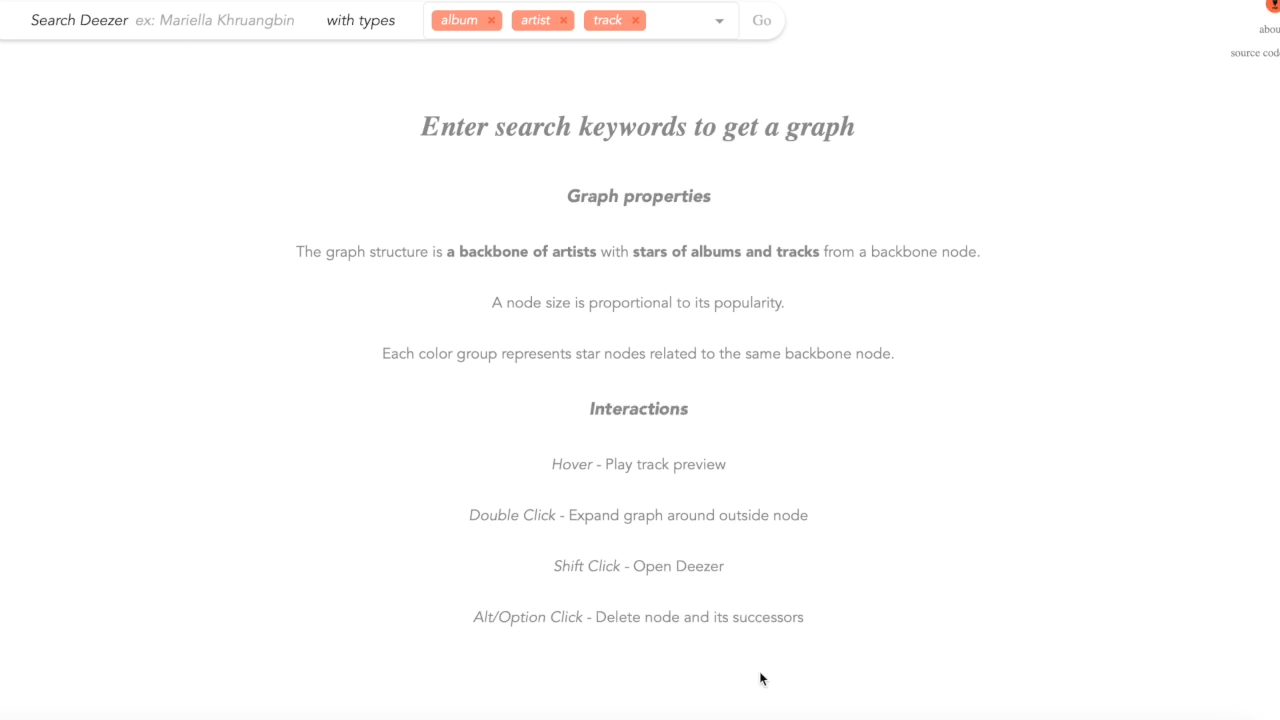 Search Deezer ex: Mariella Khruangbin with types album × artist × track × Go
abou
source cod
Enter search keywords to get a graph
Graph properties
The graph structure is a backbone of artists with stars of albums and tracks from a backbone node.
A node size is proportional to its popularity.
Each color group represents star nodes related to the same backbone node.
Interactions
Hover - Play track preview
Double Click - Expand graph around outside node
Shift Click - Open Deezer
Alt/Option Click - Delete node and its successors